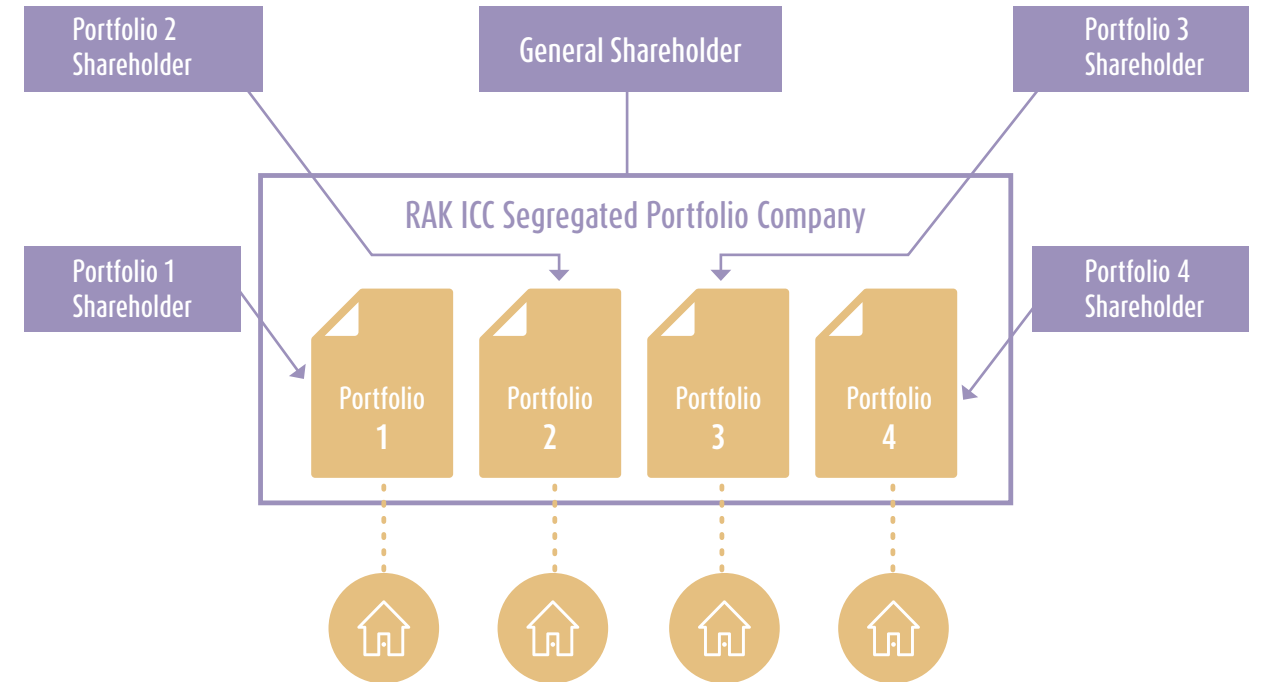 Portfolio 2
Shareholder
General Shareholder
Portfolio 3
Shareholder
RAK ICC Segregated Portfolio Company
Portfolio 1
Shareholder
Portfolio 4
Shareholder
Portfolio
1
Portfolio
2
Portfolio
3
Portfolio
4